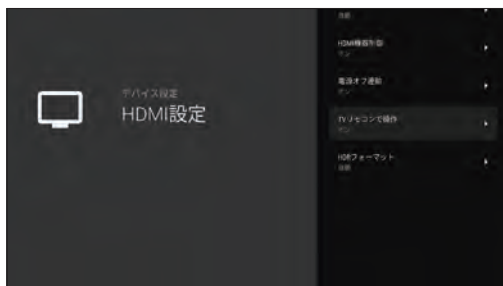 デバイス設定
HDMI設定
自動
HDMI機器制御
オン
電源オフ連動
オン
TVリモコンで操作
オン
HDRフォーマット
自動